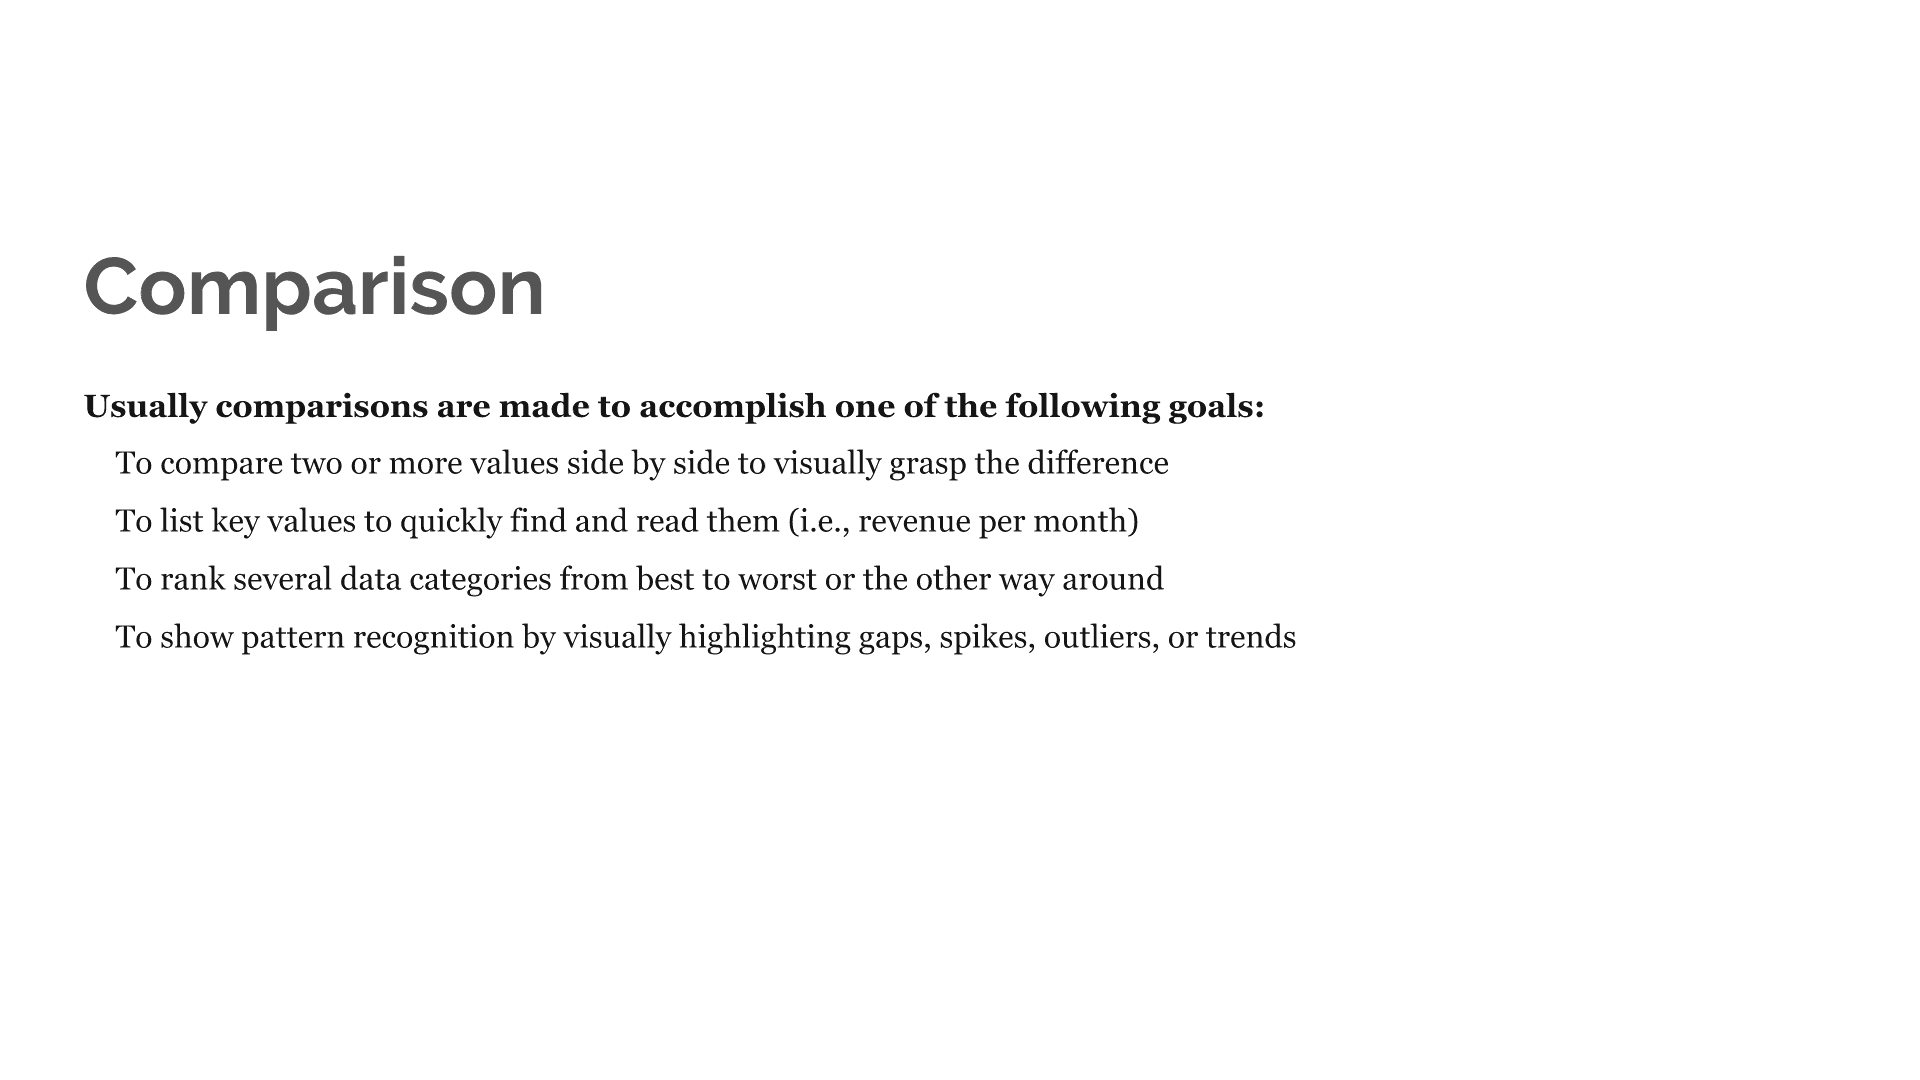 Comparison
Usually comparisons are made to accomplish one of the following goals:
To compare two or more values side by side to visually grasp the difference
To list key values to quickly find and read them (i.e., revenue per month)
To rank several data categories from best to worst or the other way around
To show pattern recognition by visually highlighting gaps, spikes, outliers, or trends